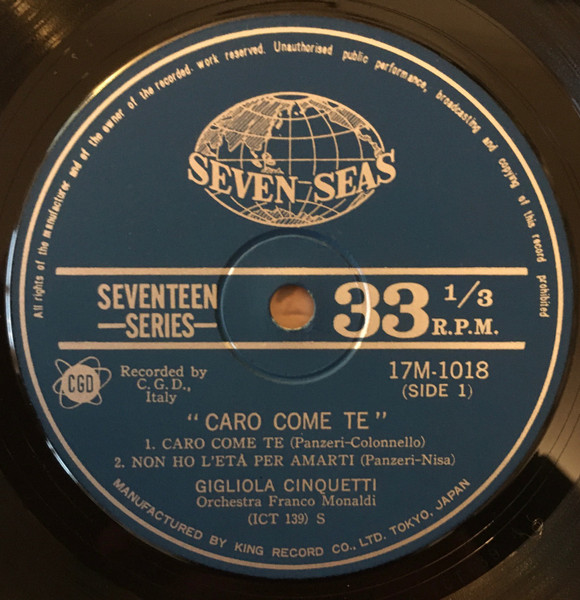 All rights of the manufacturer and of the owner of the recorded work reserved. Unauthorised public performance, broadcasting and copying of this record prohibited
SEVEN SEAS
SEVENTEEN
—SERIES—
33 1/3
R.P.M.
CGD
Recorded by
C. G. D.,
Italy
17M-1018
(SIDE 1)
"CARO COME TE"
1. CARO COME TE (Panzeri-Colonnello)
2. NON HO L'ETÀ PER AMARTI (Panzeri-Nisa)
GIGLIOLA CINQUETTI
Orchestra Franco Monaldi
(ICT 139) S
MANUFACTURED BY KING RECORD CO., LTD. TOKYO, JAPAN